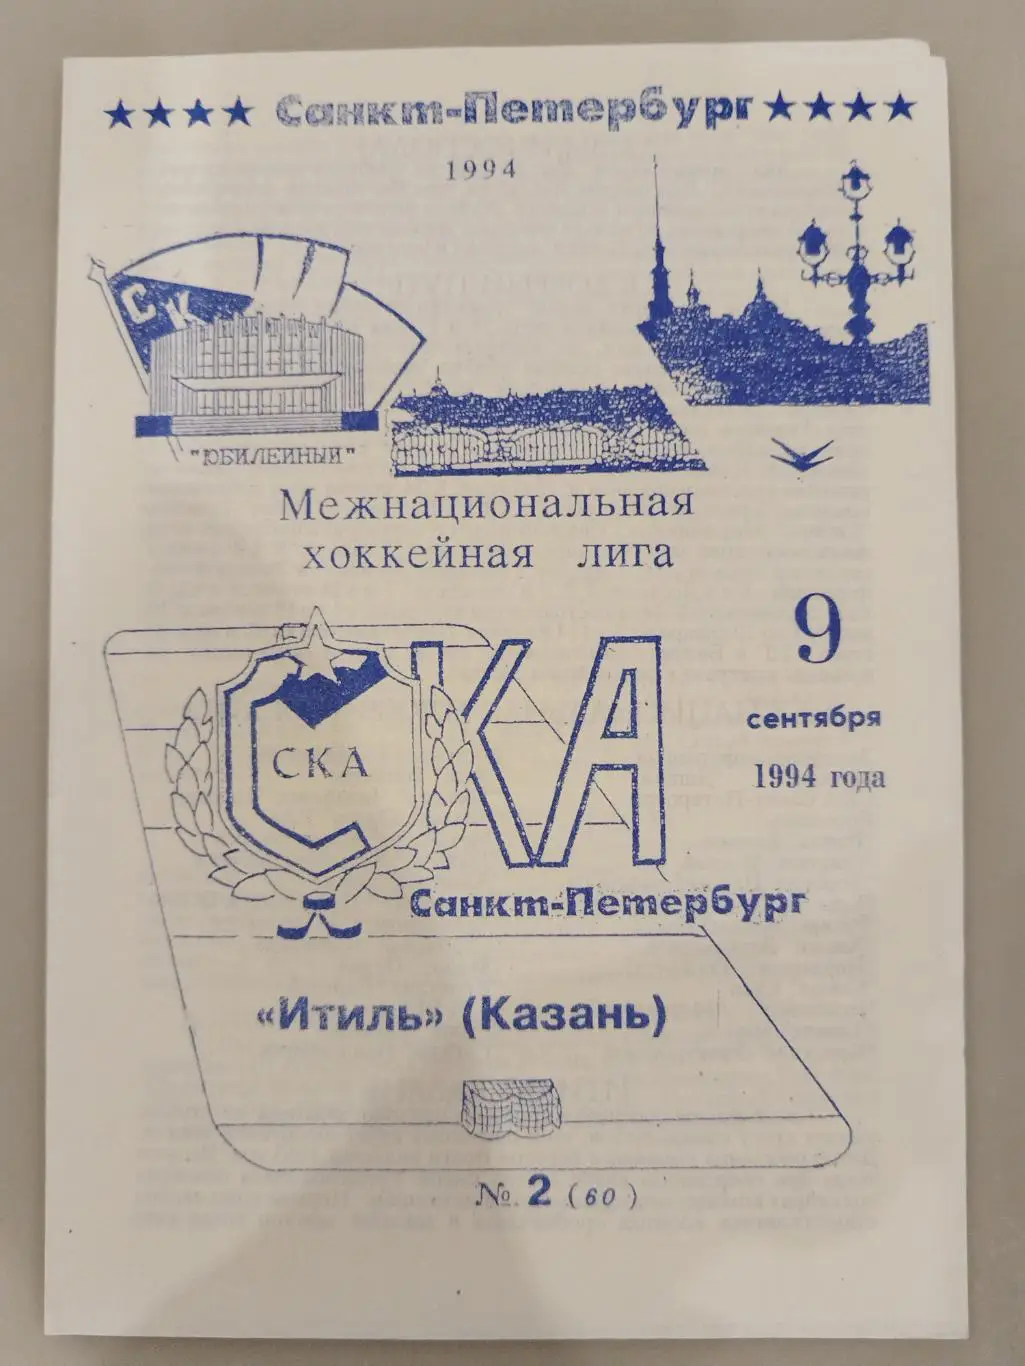 Санкт-Петербург
1994
СК
"ЮБИЛЕЙНЫЙ"
Межнациональная
хоккейная лига
9
сентября
1994 года
СКА
СКА
Санкт-Петербург
«Итиль» (Казань)
№ 2 (60)